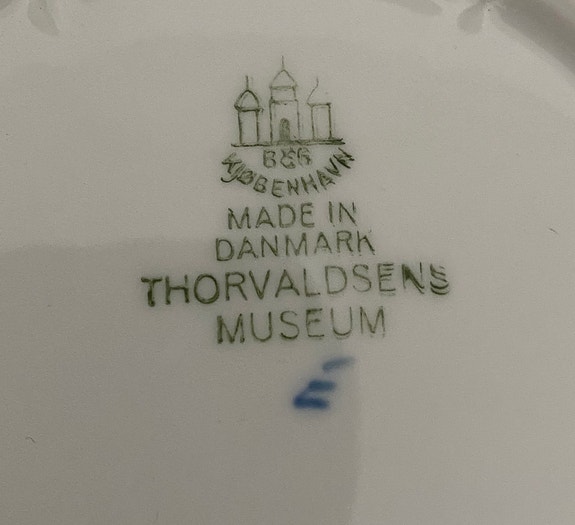 B&G
KJØBENHAVN
MADE IN
DANMARK
THORVALDSENS
MUSEUM